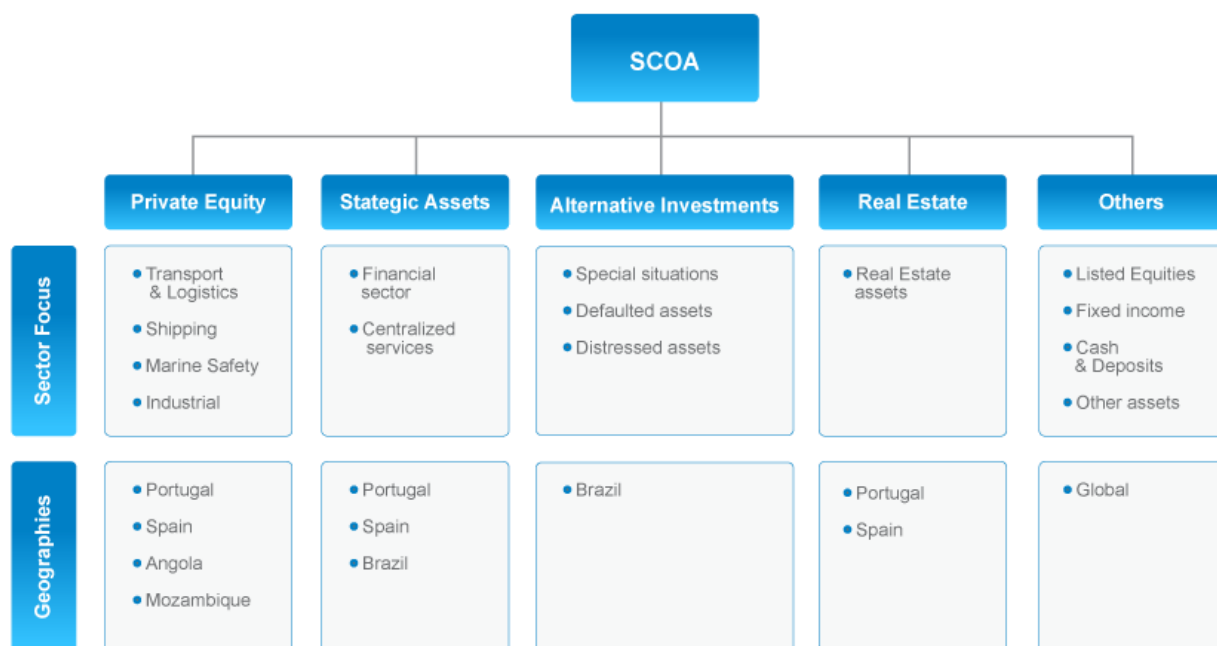 SCOA
Private Equity
Stategic Assets
Alternative Investments
Real Estate
Others
Sector Focus
Transport
& Logistics
Shipping
Marine Safety
Industrial
Financial
sector
Centralized
services
Special situations
Defaulted assets
Distressed assets
Real Estate
assets
Listed Equities
Fixed income
Cash
& Deposits
Other assets
Geographies
Portugal
Spain
Angola
Mozambique
Portugal
Spain
Brazil
Brazil
Portugal
Spain
Global